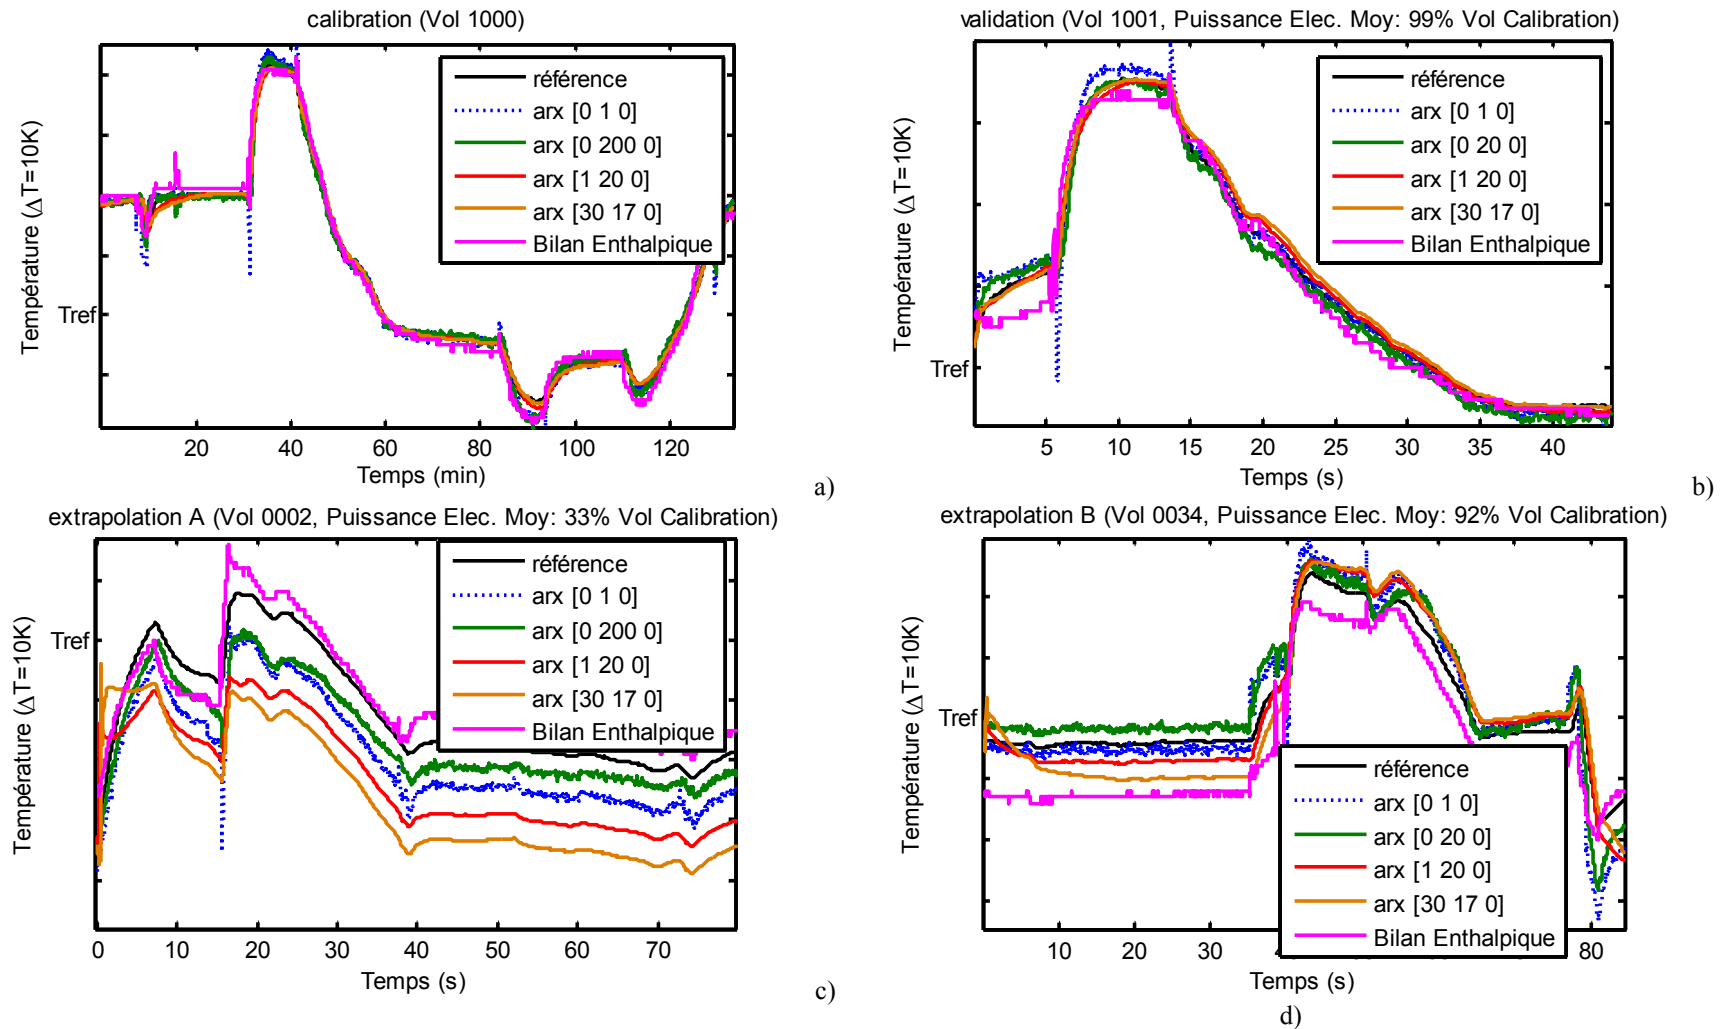 calibration (Vol 1000)
Température (ΔT=10K)
Tref
référence
arx [0 1 0]
arx [0 200 0]
arx [1 20 0]
arx [30 17 0]
Bilan Enthalpique
20 40 60 80 100 120
Temps (min)
a)
validation (Vol 1001, Puissance Elec. Moy: 99% Vol Calibration)
Température (ΔT=10K)
Tref
référence
arx [0 1 0]
arx [0 20 0]
arx [1 20 0]
arx [30 17 0]
Bilan Enthalpique
5 10 15 20 25 30 35 40
Temps (s)
b)
extrapolation A (Vol 0002, Puissance Elec. Moy: 33% Vol Calibration)
Température (ΔT=10K)
Tref
référence
arx [0 1 0]
arx [0 200 0]
arx [1 20 0]
arx [30 17 0]
Bilan Enthalpique
0 10 20 30 40 50 60 70
Temps (s)
c)
extrapolation B (Vol 0034, Puissance Elec. Moy: 92% Vol Calibration)
Température (ΔT=10K)
Tref
référence
arx [0 1 0]
arx [0 20 0]
arx [1 20 0]
arx [30 17 0]
Bilan Enthalpique
0 10 20 30 80
Temps (s)
d)